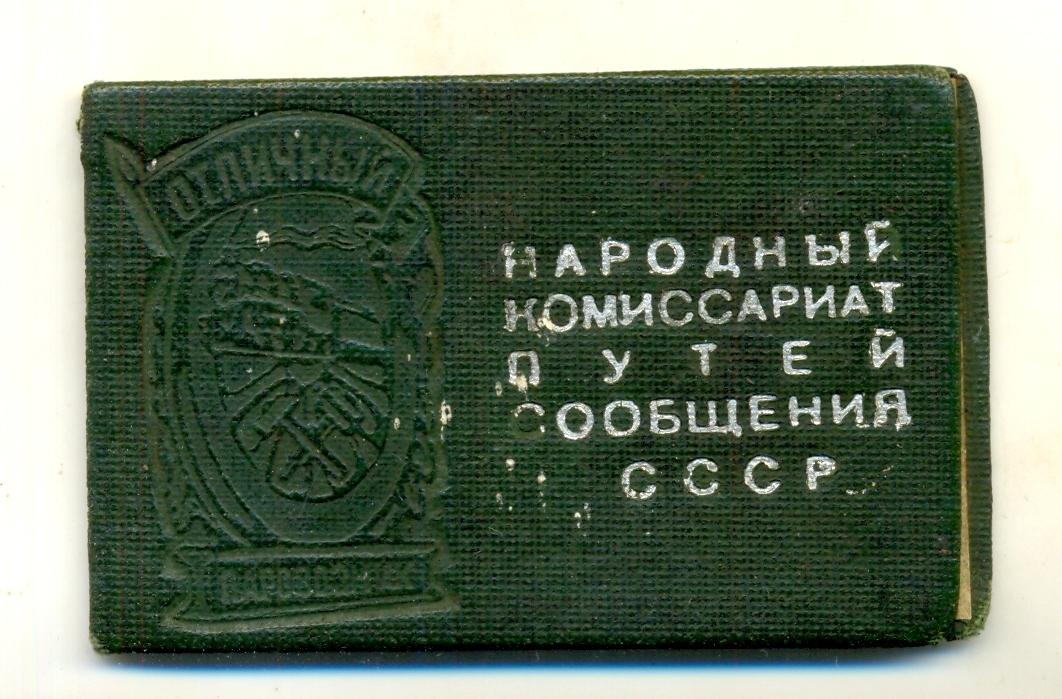 ОТЛИЧНЫЙ
НАРОДНЫЙ
КОМИССАРИАТ
ПУТЕЙ
СООБЩЕНИЯ
СССР